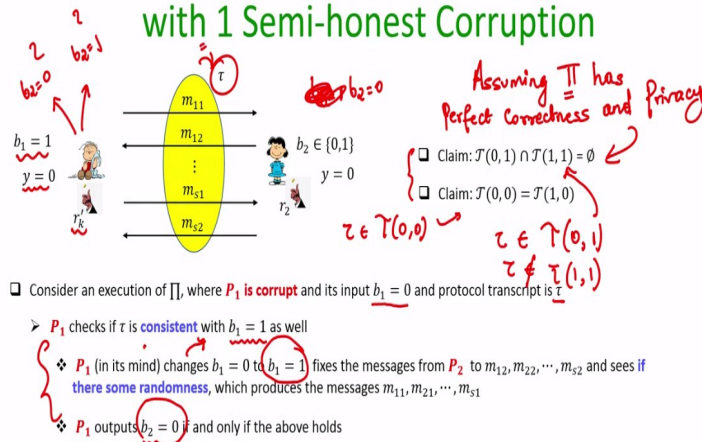 with 1 Semi-honest Corruption
2
2
b₂=0
b₂=1
τ
b₂=0
Assuming Π has
Perfect Correctness and Privacy
m₁₁
m₁₂
⋮
mₛ₁
mₛ₂
b₁ = 1
y = 0
r'ₖ
b₂ ∈ {0,1}
y = 0
r₂
❑ Claim: 𝒯(0, 1) ∩ 𝒯(1, 1) = ∅
❑ Claim: 𝒯(0,0) = 𝒯(1,0)
τ ∈ τ(0,0)
τ ∈ τ(0,1)
τ ∉ τ(1,1)
❑ Consider an execution of ∏, where P₁ is corrupt and its input b₁ = 0 and protocol transcript is τ
➢ P₁ checks if τ is consistent with b₁ = 1 as well
❖ P₁ (in its mind) changes b₁ = 0 to b₁ = 1, fixes the messages from P₂ to m₁₂, m₂₂, ⋯, mₛ₂ and sees if
there some randomness, which produces the messages m₁₁, m₂₁, ⋯, mₛ₁
❖ P₁ outputs b₂ = 0 if and only if the above holds